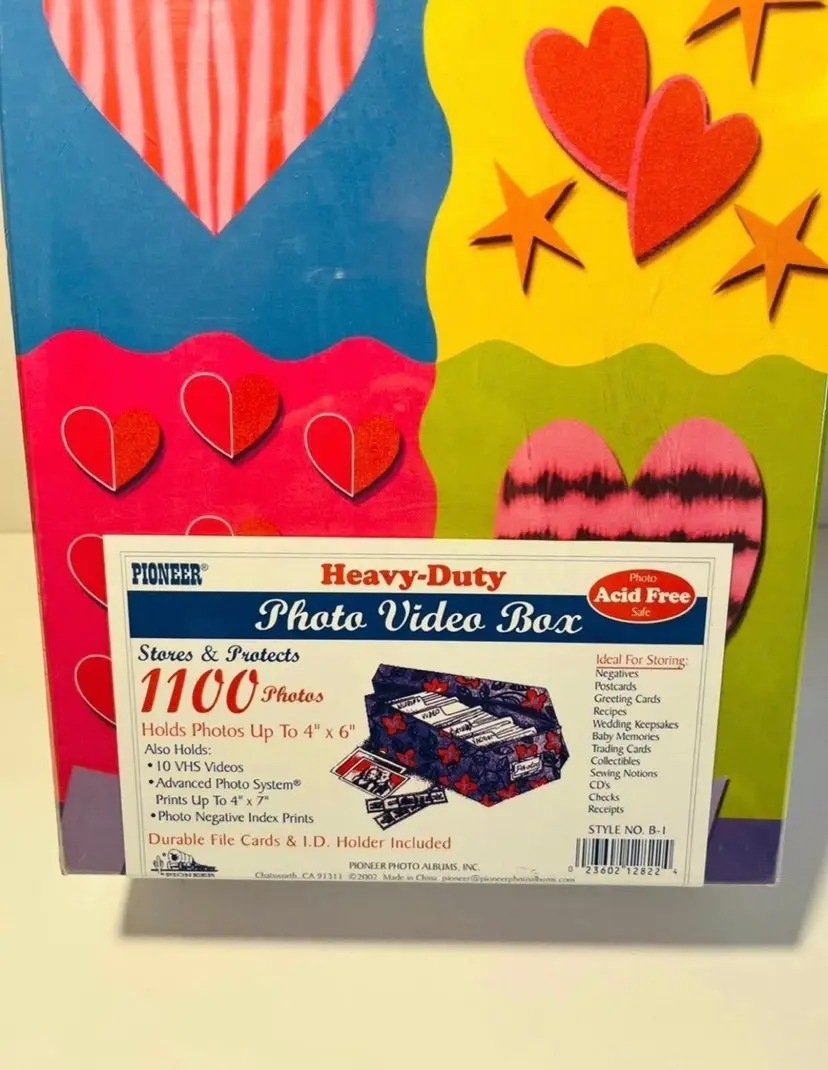 PIONEER®
Heavy-Duty
Photo Video Box
Photo
Acid Free
Safe
Stores & Protects
1100 Photos
Holds Photos Up To 4" x 6"
Also Holds:
• 10 VHS Videos
• Advanced Photo System®
Prints Up To 4" x 7"
• Photo Negative Index Prints
Durable File Cards & I.D. Holder Included
VIDEO
Photos
Ideal For Storing:
Negatives
Postcards
Greeting Cards
Recipes
Wedding Keepsakes
Baby Memories
Trading Cards
Collectibles
Sewing Notions
CD's
Checks
Receipts
STYLE NO. B-1
0 23602 12822 4
PIONEER
PIONEER PHOTO ALBUMS, INC.
Chatsworth, CA 91311 ©2002 Made in China pioneer@pioneerphotoalbums.com